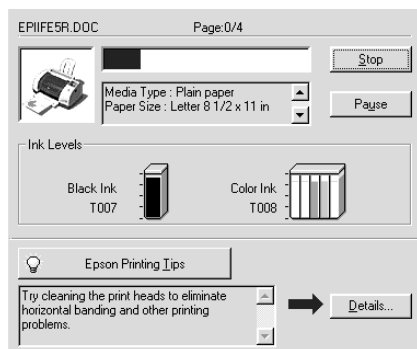 EPIIFE5R.DOC Page:0/4
Stop
Media Type : Plain paper
Paper Size : Letter 8 1/2 x 11 in
Pause
Ink Levels
Black Ink
T007
Color Ink
T008
Epson Printing Tips
Try cleaning the print heads to eliminate
horizontal banding and other printing
problems.
Details...